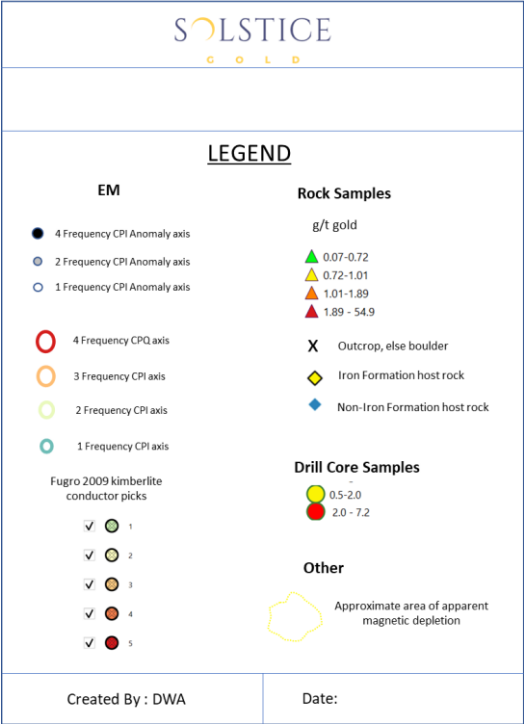 SOLSTICE
GOLD
LEGEND
EM
4 Frequency CPI Anomaly axis
2 Frequency CPI Anomaly axis
1 Frequency CPI Anomaly axis
4 Frequency CPQ axis
3 Frequency CPI axis
2 Frequency CPI axis
1 Frequency CPI axis
Fugro 2009 kimberlite
conductor picks
1
2
3
4
5
Rock Samples
g/t gold
0.07-0.72
0.72-1.01
1.01-1.89
1.89 - 54.9
X Outcrop, else boulder
Iron Formation host rock
Non-Iron Formation host rock
Drill Core Samples
0.5-2.0
2.0 - 7.2
Other
Approximate area of apparent
magnetic depletion
Created By : DWA
Date: